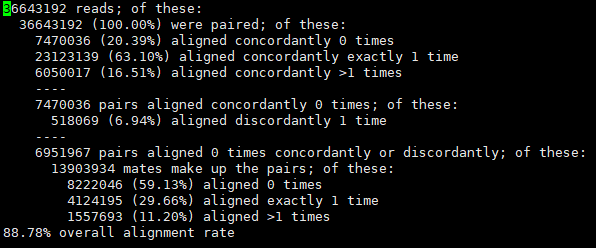 36643192 reads; of these:
36643192 (100.00%) were paired; of these:
7470036 (20.39%) aligned concordantly 0 times
23123139 (63.10%) aligned concordantly exactly 1 time
6050017 (16.51%) aligned concordantly >1 times
----
7470036 pairs aligned concordantly 0 times; of these:
518069 (6.94%) aligned discordantly 1 time
----
6951967 pairs aligned 0 times concordantly or discordantly; of these:
13903934 mates make up the pairs; of these:
8222046 (59.13%) aligned 0 times
4124195 (29.66%) aligned exactly 1 time
1557693 (11.20%) aligned >1 times
88.78% overall alignment rate